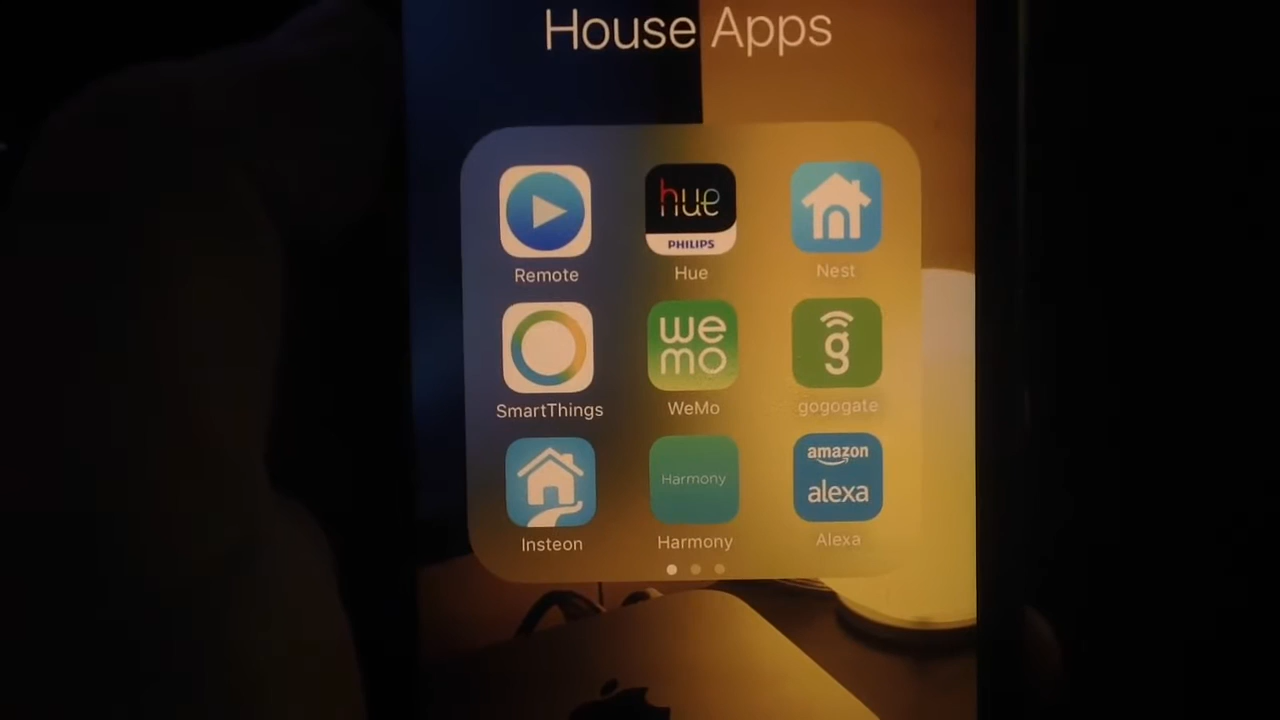 House Apps
hue
PHILIPS
Remote
Hue
Nest
we
mo
g
SmartThings
WeMo
gogogate
Harmony
amazon
alexa
Insteon
Harmony
Alexa